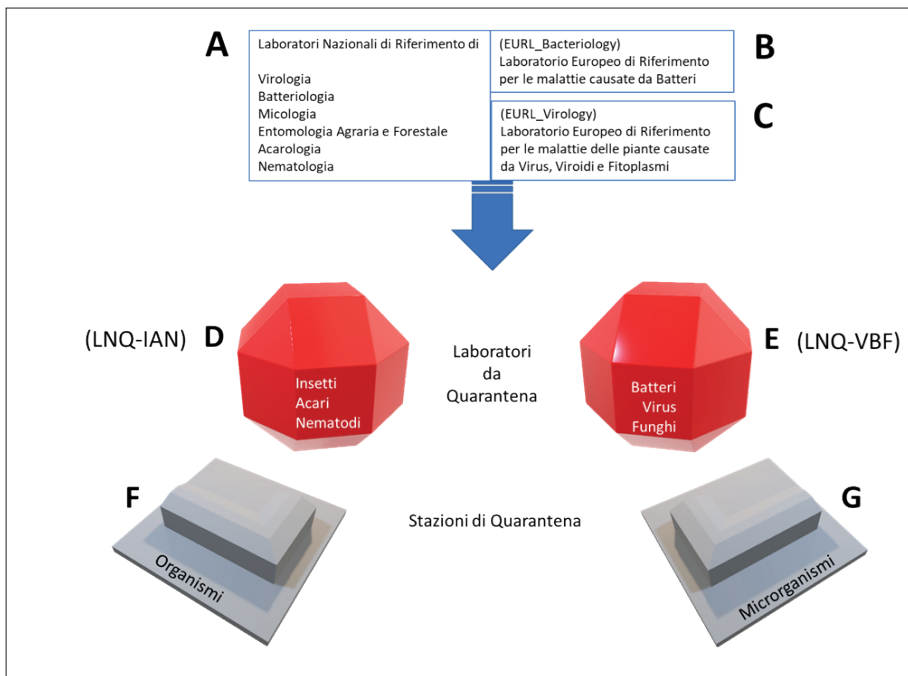 A
Laboratori Nazionali di Riferimento di
Virologia
Batteriologia
Micologia
Entomologia Agraria e Forestale
Acarologia
Nematologia
(EURL_Bacteriology)
Laboratorio Europeo di Riferimento
per le malattie causate da Batteri
B
(EURL_Virology)
Laboratorio Europeo di Riferimento
per le malattie delle piante causate
da Virus, Viroidi e Fitoplasmi
C
(LNQ-IAN)
D
Insetti
Acari
Nematodi
Laboratori
da
Quarantena
E
(LNQ-VBF)
Batteri
Virus
Funghi
F
Organismi
Stazioni di Quarantena
G
Microrganismi